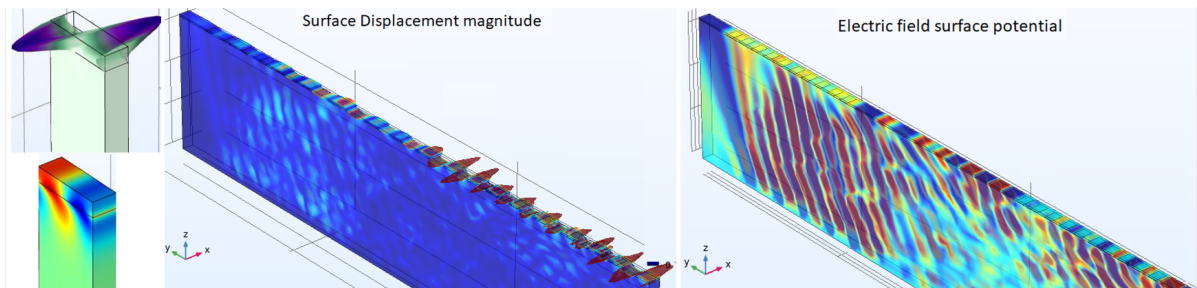 Surface Displacement magnitude
Electric field surface potential
z
y
x
z
y
x